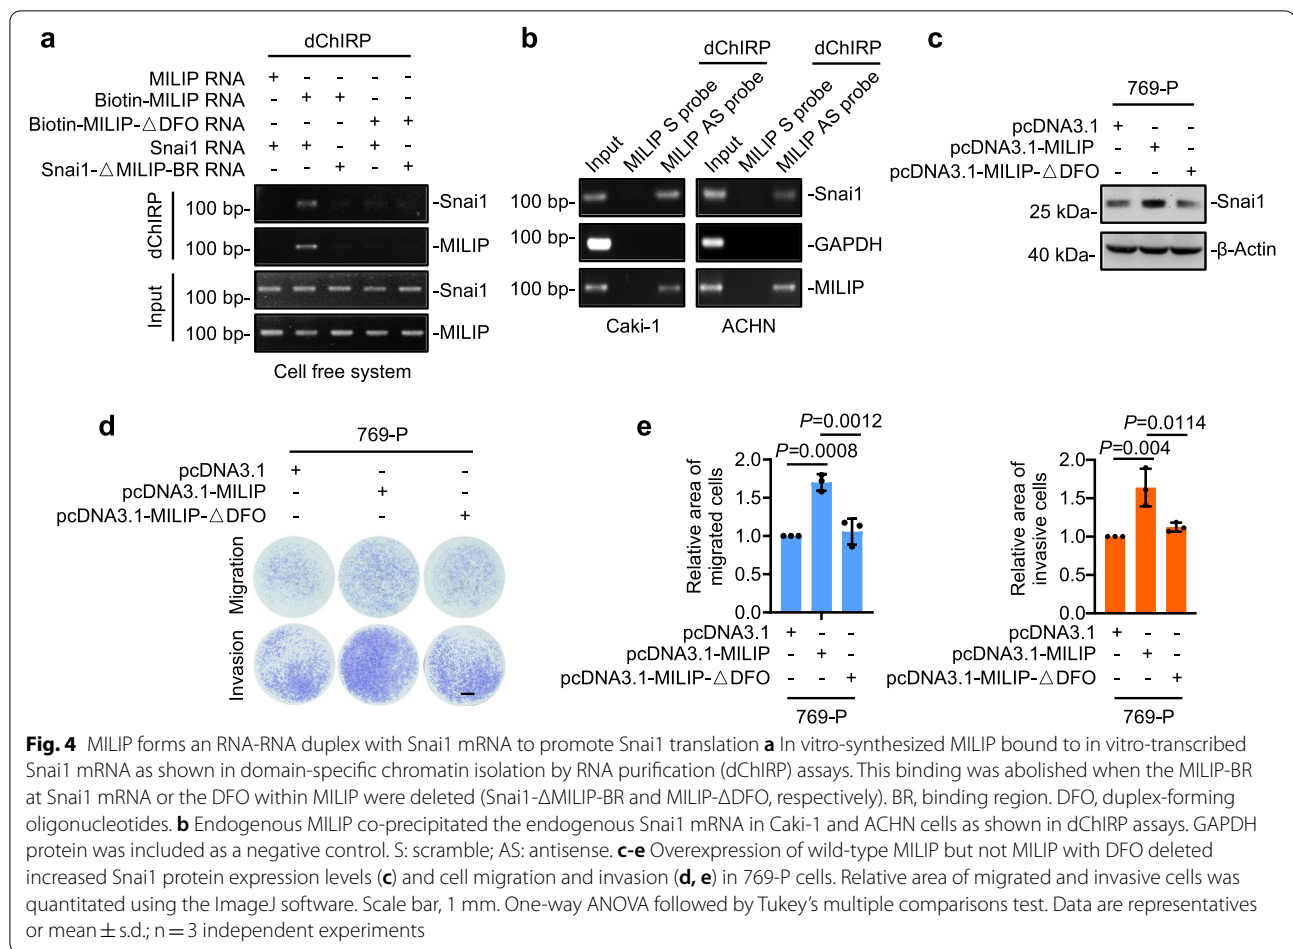 a
dChIRP
MILIP RNA + - - - -
Biotin-MILIP RNA - + + - -
Biotin-MILIP-△DFO RNA - - - + +
Snai1 RNA + + - + -
Snai1-△MILIP-BR RNA - - + - +
dChIRP
100 bp- -Snai1
100 bp- -MILIP
Input
100 bp- -Snai1
100 bp- -MILIP
Cell free system
b
dChIRP dChIRP
Input MILIP S probe MILIP AS probe Input MILIP S probe MILIP AS probe
100 bp- -Snai1
100 bp- -GAPDH
100 bp- -MILIP
Caki-1 ACHN
c
769-P
pcDNA3.1 + - -
pcDNA3.1-MILIP - + -
pcDNA3.1-MILIP-△DFO - - +
25 kDa- -Snai1
40 kDa- -β-Actin
d
769-P
pcDNA3.1 + - -
pcDNA3.1-MILIP - + -
pcDNA3.1-MILIP-△DFO - - +
Migration
Invasion
e
P=0.0012
P=0.0008
Relative area of
migrated cells
2.0
1.5
1.0
0.5
0.0
pcDNA3.1 + - -
pcDNA3.1-MILIP - + -
pcDNA3.1-MILIP-△DFO - - +
769-P
P=0.0114
P=0.004
Relative area of
invasive cells
2.0
1.5
1.0
0.5
0.0
pcDNA3.1 + - -
pcDNA3.1-MILIP - + -
pcDNA3.1-MILIP-△DFO - - +
769-P
Fig. 4 MILIP forms an RNA-RNA duplex with Snai1 mRNA to promote Snai1 translation a In vitro-synthesized MILIP bound to in vitro-transcribed
Snai1 mRNA as shown in domain-specific chromatin isolation by RNA purification (dChIRP) assays. This binding was abolished when the MILIP-BR
at Snai1 mRNA or the DFO within MILIP were deleted (Snai1-ΔMILIP-BR and MILIP-ΔDFO, respectively). BR, binding region. DFO, duplex-forming
oligonucleotides. b Endogenous MILIP co-precipitated the endogenous Snai1 mRNA in Caki-1 and ACHN cells as shown in dChIRP assays. GAPDH
protein was included as a negative control. S: scramble; AS: antisense. c-e Overexpression of wild-type MILIP but not MILIP with DFO deleted
increased Snai1 protein expression levels (c) and cell migration and invasion (d, e) in 769-P cells. Relative area of migrated and invasive cells was
quantitated using the ImageJ software. Scale bar, 1 mm. One-way ANOVA followed by Tukey's multiple comparisons test. Data are representatives
or mean ± s.d.; n = 3 independent experiments